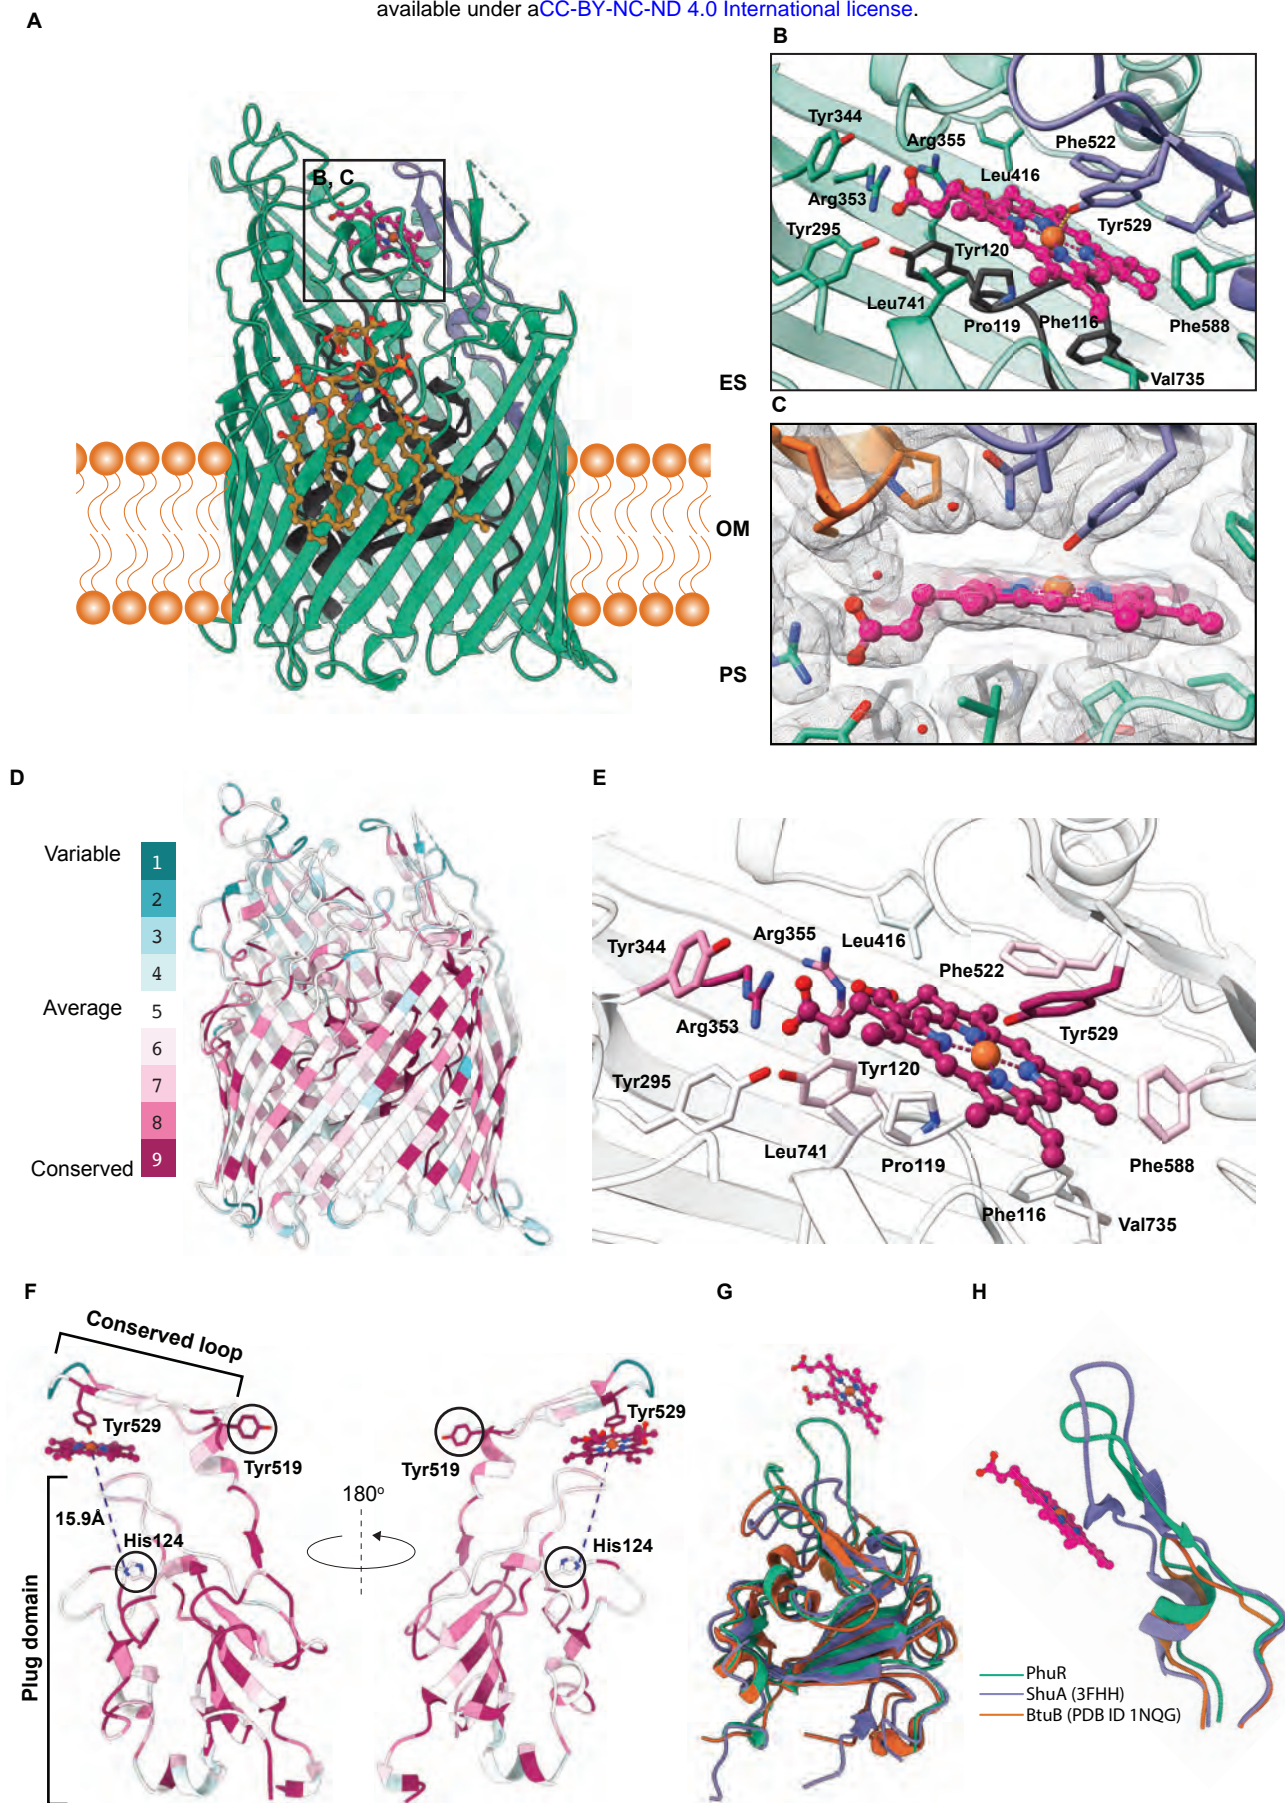 available under aCC-BY-NC-ND 4.0 International license.
A
B, C
ES
OM
PS
B
Tyr344
Arg355
Phe522
Leu416
Arg353
Tyr295
Tyr120
Tyr529
Leu741
Pro119
Phe116
Phe588
Val735
C
D
Variable
1
2
3
4
Average
5
6
7
8
Conserved
9
E
Tyr344
Arg355
Leu416
Phe522
Arg353
Tyr529
Tyr295
Tyr120
Leu741
Pro119
Phe588
Phe116
Val735
F
Conserved loop
Tyr529
Tyr519
15.9Å
His124
Plug domain
180°
Tyr529
Tyr519
His124
G
H
PhuR
ShuA (3FHH)
BtuB (PDB ID 1NQG)